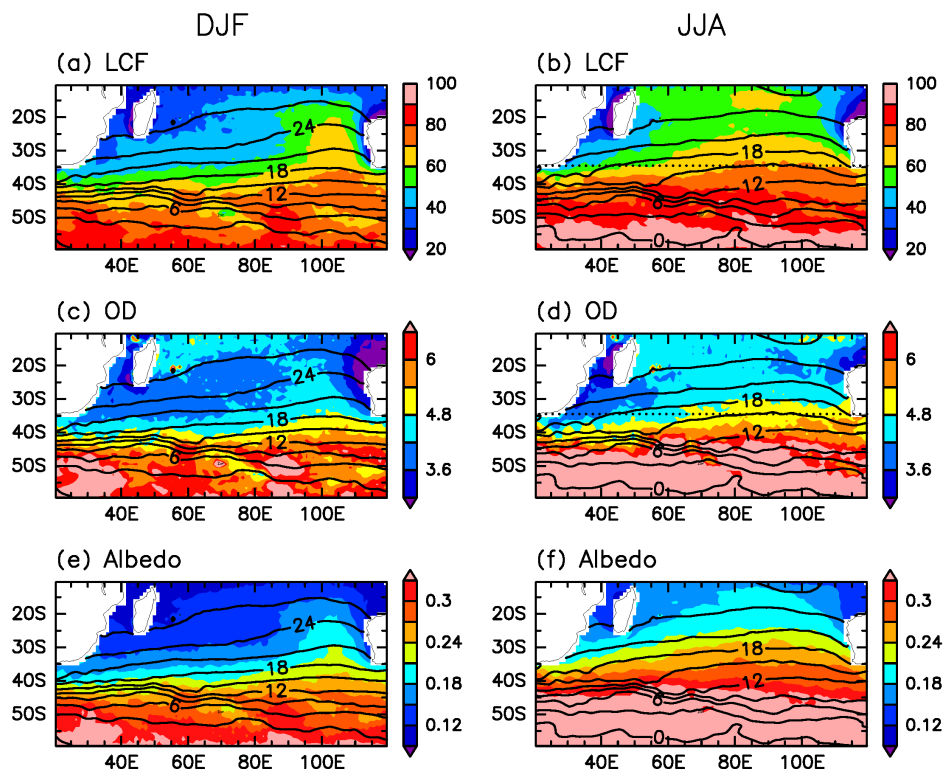 DJF
JJA
(a) LCF
(b) LCF
20S
30S
40S
50S
24
18
12
6
40E
60E
80E
100E
100
80
60
40
20
20S
30S
40S
50S
18
12
6
0
40E
60E
80E
100E
100
80
60
40
20
(c) OD
(d) OD
20S
30S
40S
50S
24
18
12
6
40E
60E
80E
100E
6
4.8
3.6
20S
30S
40S
50S
18
12
0
40E
60E
80E
100E
6
4.8
3.6
(e) Albedo
(f) Albedo
20S
30S
40S
50S
24
18
12
6
40E
60E
80E
100E
0.3
0.24
0.18
0.12
20S
30S
40S
50S
18
12
6
0
40E
60E
80E
100E
0.3
0.24
0.18
0.12